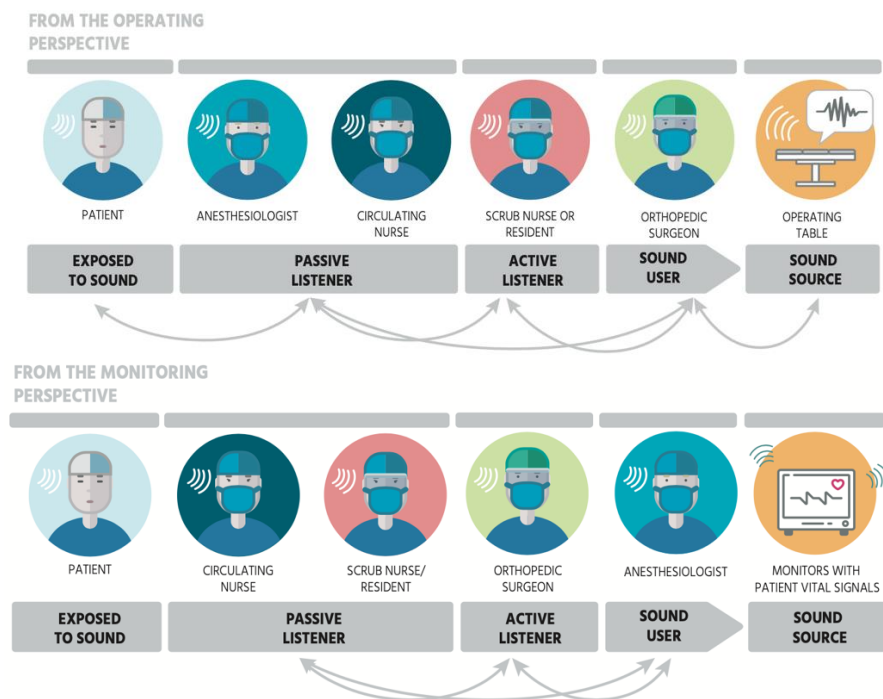 FROM THE OPERATING
PERSPECTIVE
PATIENT
ANESTHESIOLOGIST
CIRCULATING
NURSE
SCRUB NURSE OR
RESIDENT
ORTHOPEDIC
SURGEON
OPERATING
TABLE
EXPOSED
TO SOUND
PASSIVE
LISTENER
ACTIVE
LISTENER
SOUND
USER
SOUND
SOURCE
FROM THE MONITORING
PERSPECTIVE
PATIENT
CIRCULATING
NURSE
SCRUB NURSE/
RESIDENT
ORTHOPEDIC
SURGEON
ANESTHESIOLOGIST
MONITORS WITH
PATIENT VITAL SIGNALS
EXPOSED
TO SOUND
PASSIVE
LISTENER
ACTIVE
LISTENER
SOUND
USER
SOUND
SOURCE